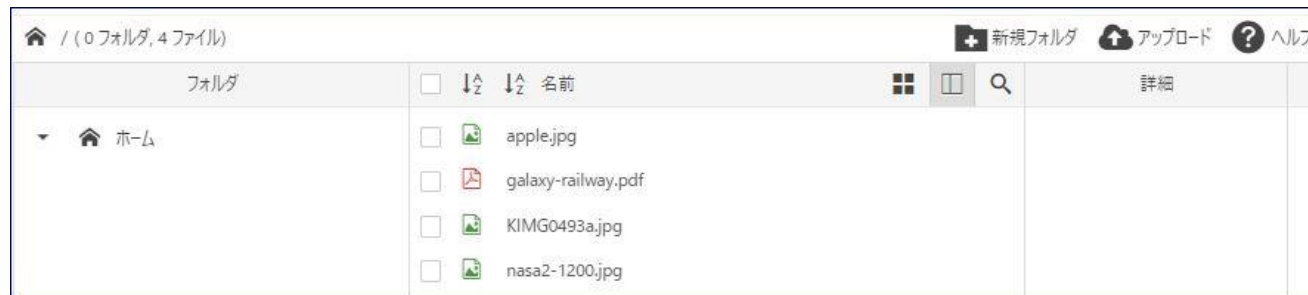 / ( 0 フォルダ, 4 ファイル)
新規フォルダ アップロード ヘルプ
フォルダ 名前 詳細
ホーム
apple.jpg
galaxy-railway.pdf
KIMG0493a.jpg
nasa2-1200.jpg